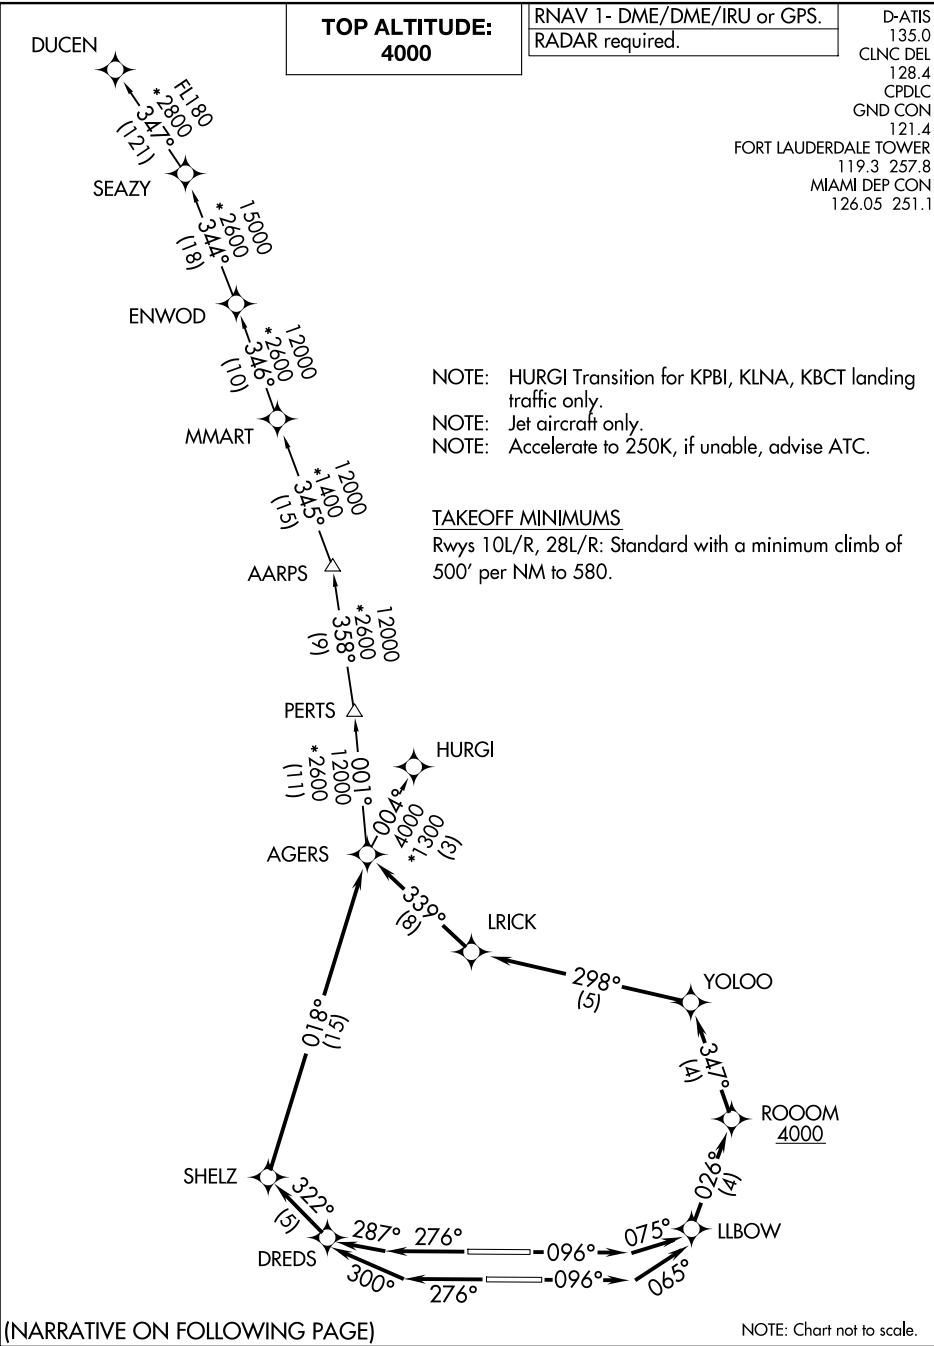 TOP ALTITUDE:
4000
RNAV 1- DME/DME/IRU or GPS.
RADAR required.
D-ATIS
135.0
CLNC DEL
128.4
CPDLC
GND CON
121.4
FORT LAUDERDALE TOWER
119.3 257.8
MIAMI DEP CON
126.05 251.1
DUCEN
FL180
*2800
347°
(121)
SEAZY
15000
*2600
344°
(18)
ENWOD
12000
*2600
346°
(10)
MMART
12000
*1400
345°
(15)
AARPS
12000
*2600
358°
(9)
PERTS
001°
12000
*2600
(11)
HURGI
004°
4000
*1300
(3)
AGERS
NOTE: HURGI Transition for KPBI, KLNA, KBCT landing
traffic only.
NOTE: Jet aircraft only.
NOTE: Accelerate to 250K, if unable, advise ATC.
TAKEOFF MINIMUMS
Rwys 10L/R, 28L/R: Standard with a minimum climb of
500' per NM to 580.
339°
(8)
LRICK
298°
(5)
YOLOO
347°
(4)
ROOOM
4000
026°
(4)
LLBOW
018°
(15)
SHELZ
322°
(5)
DREDS
287°
276°
096°
075°
300°
276°
096°
065°
(NARRATIVE ON FOLLOWING PAGE)
NOTE: Chart not to scale.